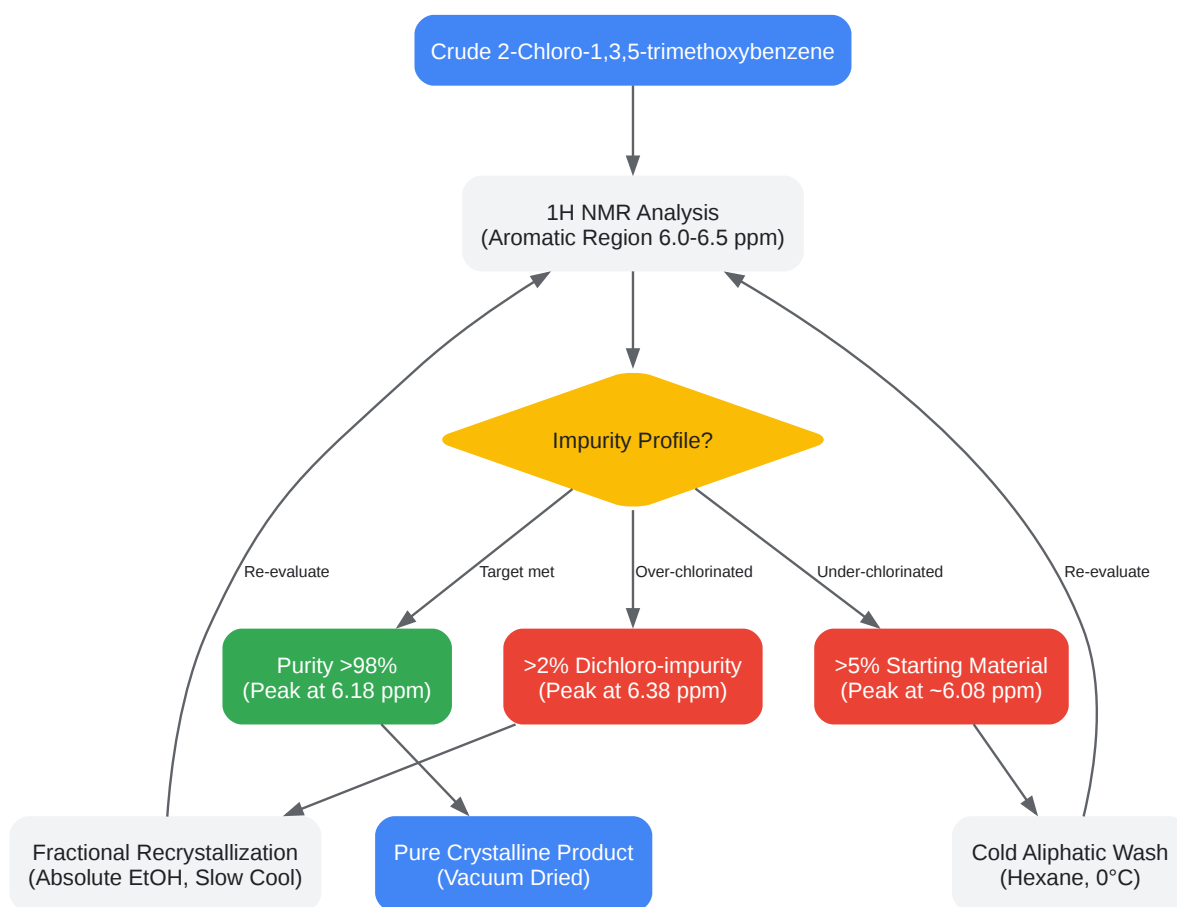 Crude 2-Chloro-1,3,5-trimethoxybenzene
1H NMR Analysis
(Aromatic Region 6.0-6.5 ppm)
Impurity Profile?
Re-evaluate
Target met
Over-chlorinated
Under-chlorinated
Re-evaluate
Purity >98%
(Peak at 6.18 ppm)
>2% Dichloro-impurity
(Peak at 6.38 ppm)
>5% Starting Material
(Peak at ~6.08 ppm)
Fractional Recrystallization
(Absolute EtOH, Slow Cool)
Pure Crystalline Product
(Vacuum Dried)
Cold Aliphatic Wash
(Hexane, 0°C)